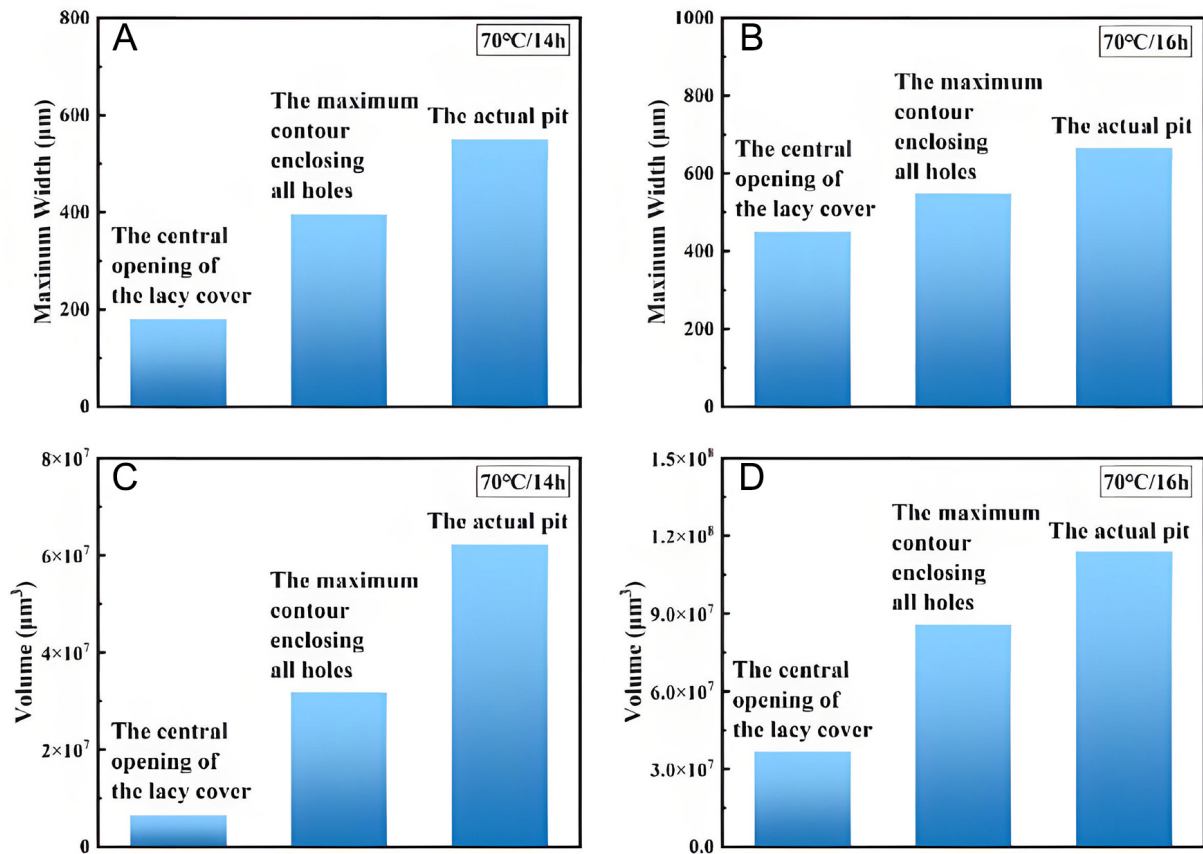 A
70°C/14h
800
600
400
200
0
Maximum Width (μm)
The central
opening of
the lacy cover
The maximum
contour
enclosing
all holes
The actual pit
B
70°C/16h
1000
800
600
400
200
0
Maximum Width (μm)
The central
opening of
the lacy cover
The maximum
contour
enclosing
all holes
The actual pit
C
70°C/14h
8×10⁷
6×10⁷
4×10⁷
2×10⁷
0
Volume (μm³)
The central
opening of
the lacy cover
The maximum
contour
enclosing
all holes
The actual pit
D
70°C/16h
1.5×10⁸
1.2×10⁸
9.0×10⁷
6.0×10⁷
3.0×10⁷
0.0
Volume (μm³)
The central
opening of
the lacy cover
The maximum
contour
enclosing
all holes
The actual pit